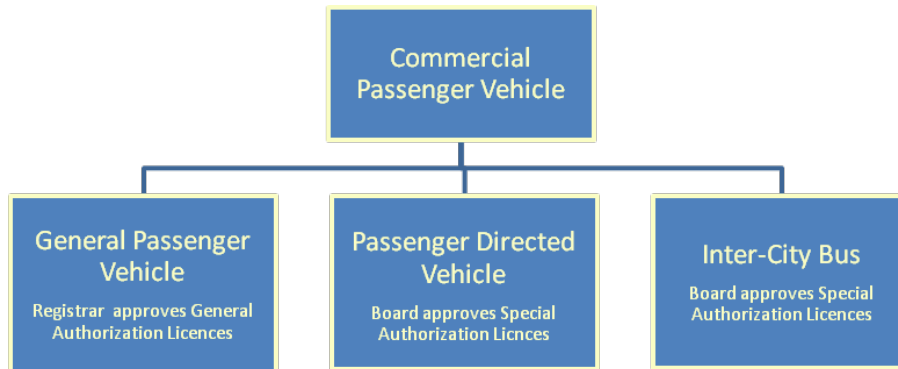 Commercial
Passenger Vehicle
General Passenger
Vehicle
Registrar approves General
Authorization Licences
Passenger Directed
Vehicle
Board approves Special
Authorization Licnces
Inter-City Bus
Board approves Special
Authorization Licences